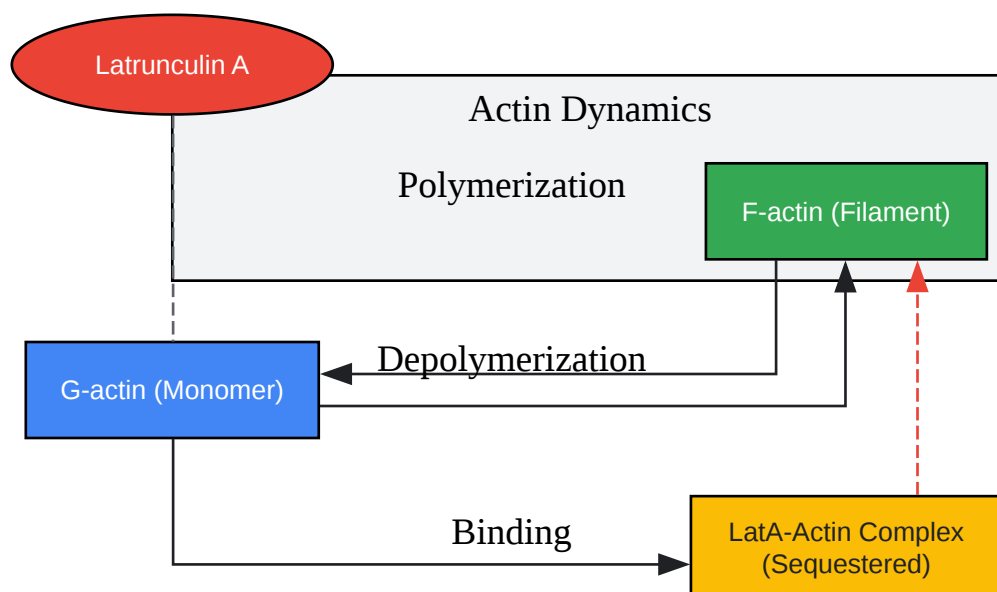 Latrunculin A
Actin Dynamics
Polymerization
F-actin (Filament)
Depolymerization
G-actin (Monomer)
Binding
LatA-Actin Complex
(Sequestered)